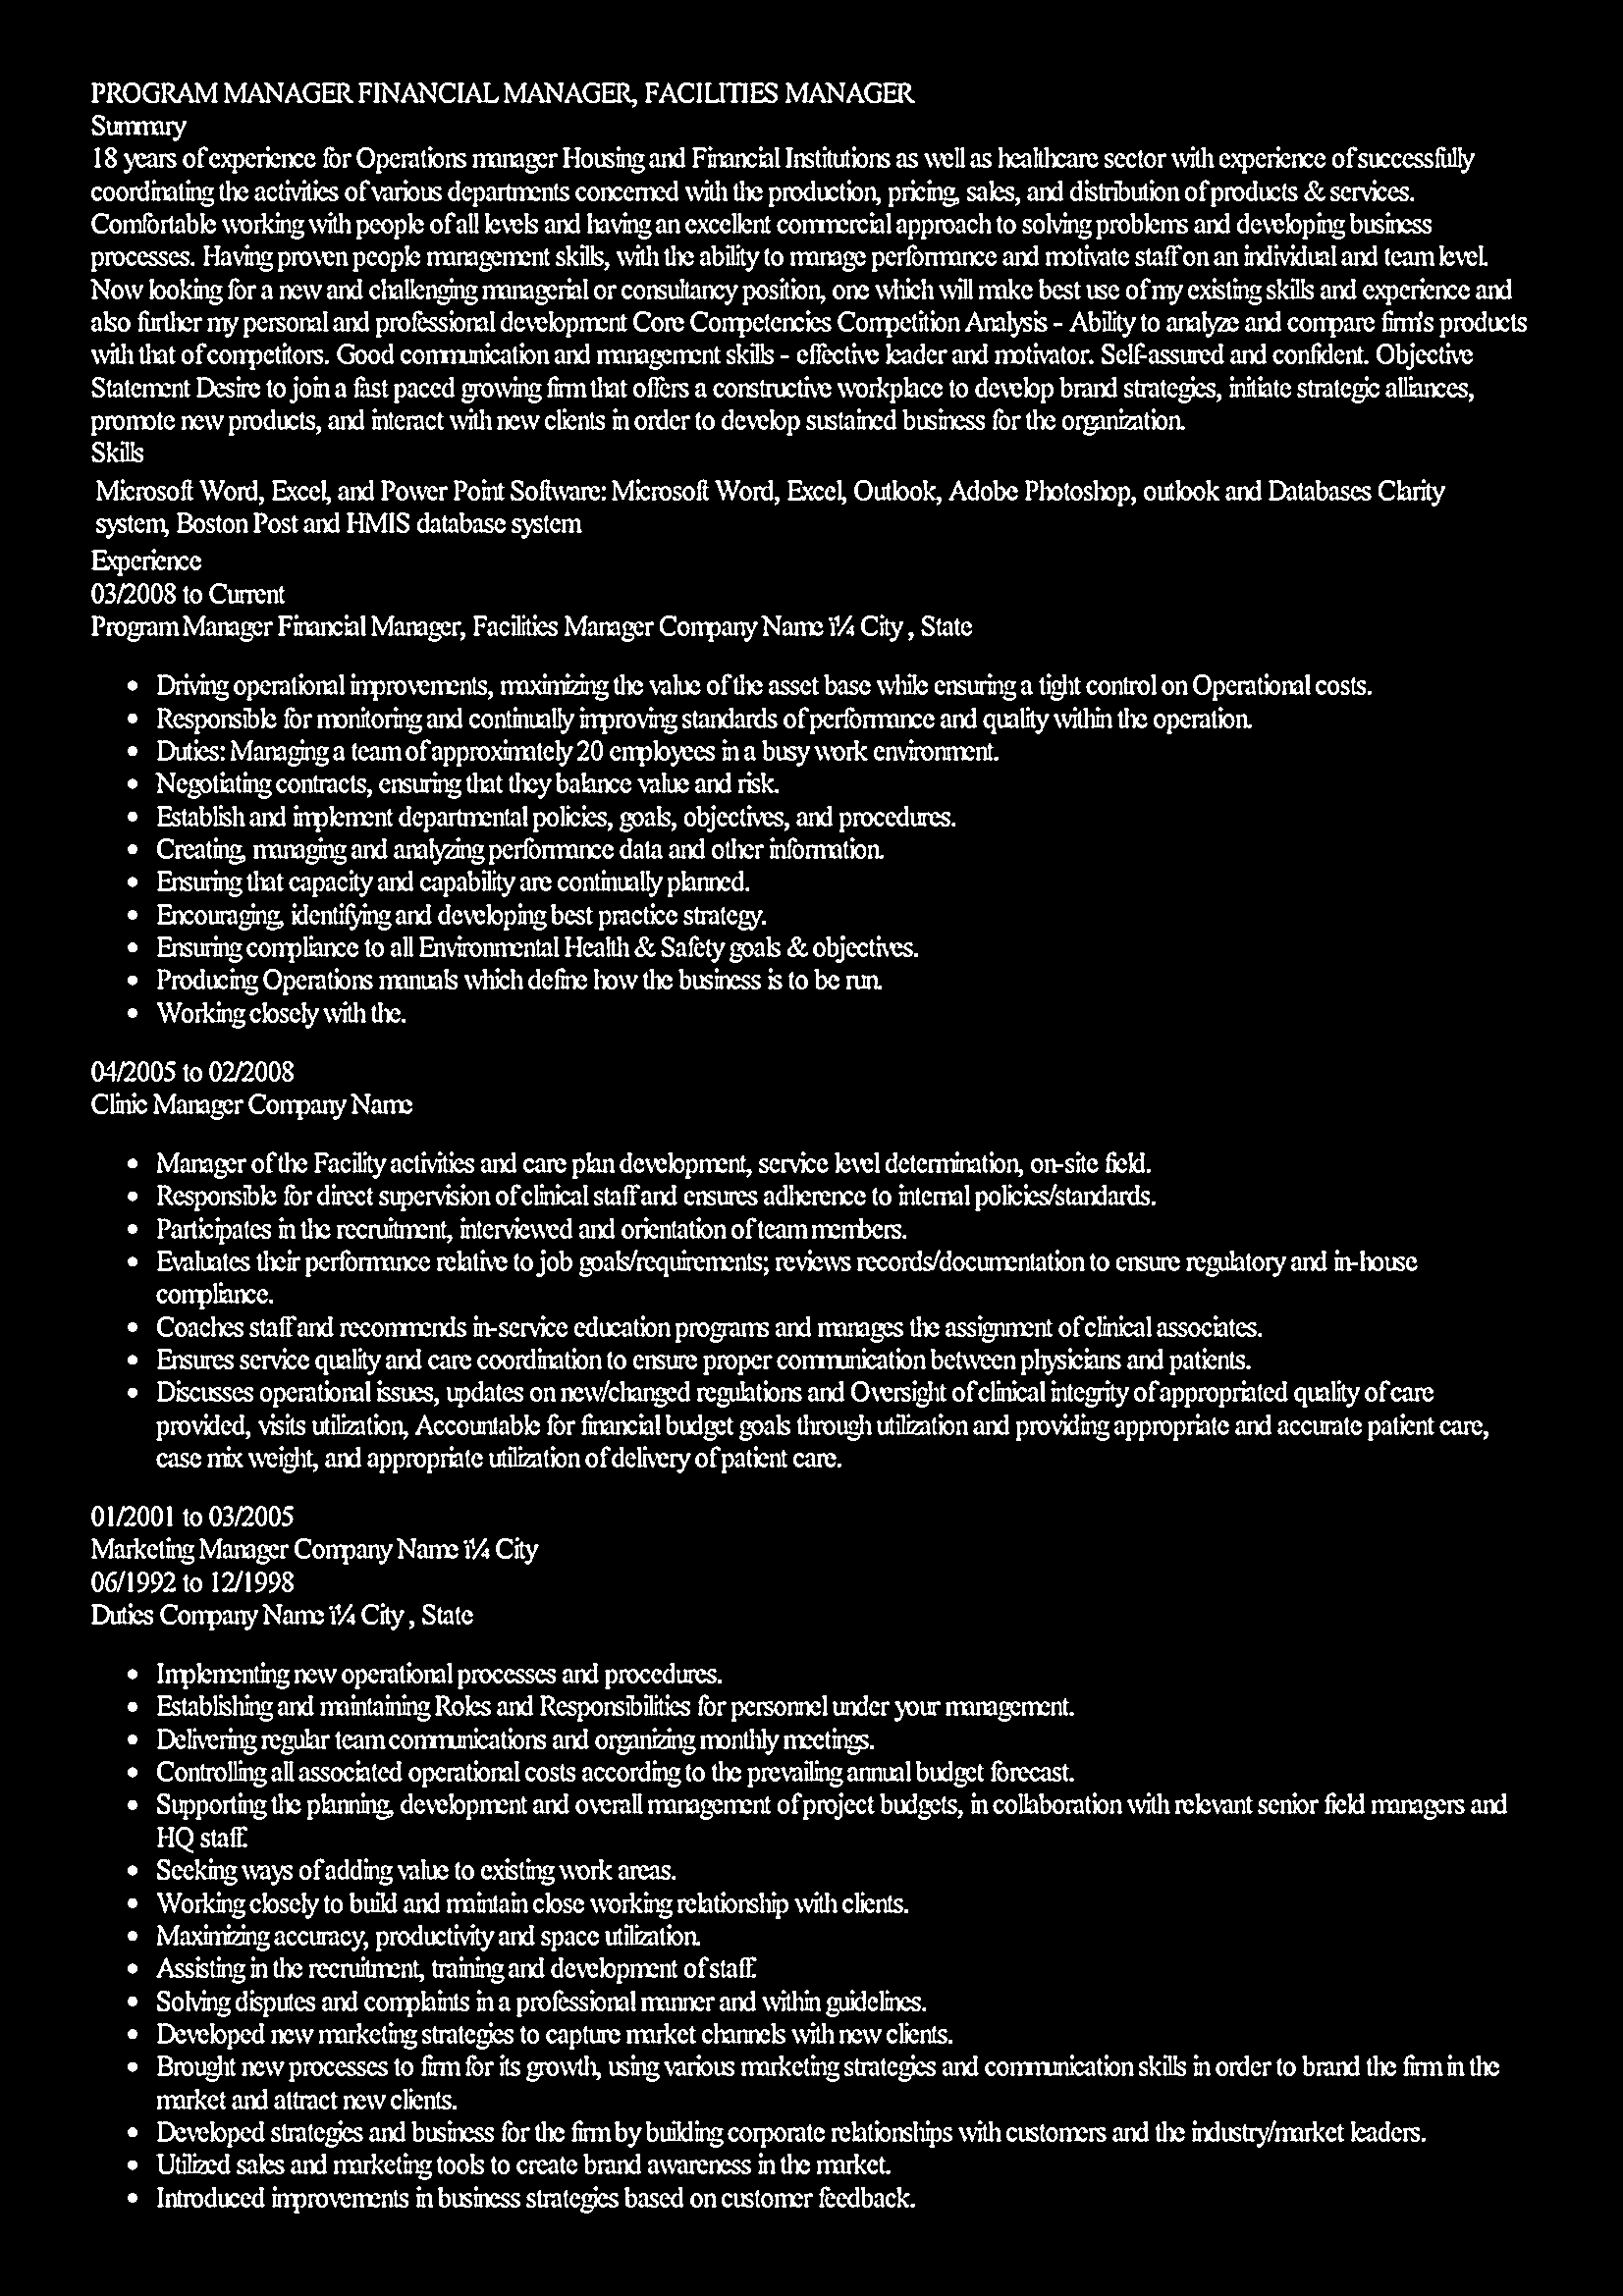 PROGRAM MANAGER FINANCIAL MANAGER, FACILITIES MANAGER
Summary
18 years of experience for Operations manager Housing and Financial Institutions as well as healthcare sector with experience of successfully
coordinating the activities of various departments concerned with the production, pricing, sales, and distribution of products & services.
Comfortable working with people of all levels and having an excellent commercial approach to solving problems and developing business
processes. Having proven people management skills, with the ability to manage performance and motivate staff on an individual and team level.
Now looking for a new and challenging managerial or consultancy position, one which will make best use of my existing skills and experience and
also further my personal and professional development Core Competencies Competition Analysis - Ability to analyze and compare firm's products
with that of competitors. Good communication and management skills - effective leader and motivator. Self-assured and confident. Objective
Statement Desire to join a fast paced growing firm that offers a constructive workplace to develop brand strategies, initiate strategic alliances,
promote new products, and interact with new clients in order to develop sustained business for the organization.
Skills
Microsoft Word, Excel, and Power Point Software: Microsoft Word, Excel, Outlook, Adobe Photoshop, outlook and Databases Clarity
system, Boston Post and HMIS database system
Experience
03/2008 to Current
Program Manager Financial Manager, Facilities Manager Company Name ï¼ City , State
• Driving operational improvements, maximizing the value of the asset base while ensuring a tight control on Operational costs.
• Responsible for monitoring and continually improving standards of performance and quality within the operation.
• Duties: Managing a team of approximately 20 employees in a busy work environment.
• Negotiating contracts, ensuring that they balance value and risk.
• Establish and implement departmental policies, goals, objectives, and procedures.
• Creating, managing and analyzing performance data and other information.
• Ensuring that capacity and capability are continually planned.
• Encouraging, identifying and developing best practice strategy.
• Ensuring compliance to all Environmental Health & Safety goals & objectives.
• Producing Operations manuals which define how the business is to be run.
• Working closely with the.
04/2005 to 02/2008
Clinic Manager Company Name
• Manager of the Facility activities and care plan development, service level determination, on-site field.
• Responsible for direct supervision of clinical staff and ensures adherence to internal policies/standards.
• Participates in the recruitment, interviewed and orientation of team members.
• Evaluates their performance relative to job goals/requirements; reviews records/documentation to ensure regulatory and in-house
compliance.
• Coaches staff and recommends in-service education programs and manages the assignment of clinical associates.
• Ensures service quality and care coordination to ensure proper communication between physicians and patients.
• Discusses operational issues, updates on new/changed regulations and Oversight of clinical integrity of appropriated quality of care
provided, visits utilization, Accountable for financial budget goals through utilization and providing appropriate and accurate patient care,
case mix weight, and appropriate utilization of delivery of patient care.
01/2001 to 03/2005
Marketing Manager Company Name ï¼ City
06/1992 to 12/1998
Duties Company Name ï¼ City , State
• Implementing new operational processes and procedures.
• Establishing and maintaining Roles and Responsibilities for personnel under your management.
• Delivering regular team communications and organizing monthly meetings.
• Controlling all associated operational costs according to the prevailing annual budget forecast.
• Supporting the planning, development and overall management of project budgets, in collaboration with relevant senior field managers and
HQ staff.
• Seeking ways of adding value to existing work areas.
• Working closely to build and maintain close working relationship with clients.
• Maximizing accuracy, productivity and space utilization.
• Assisting in the recruitment, training and development of staff.
• Solving disputes and complaints in a professional manner and within guidelines.
• Developed new marketing strategies to capture market channels with new clients.
• Brought new processes to firm for its growth, using various marketing strategies and communication skills in order to brand the firm in the
market and attract new clients.
• Developed strategies and business for the firm by building corporate relationships with customers and the industry/market leaders.
• Utilized sales and marketing tools to create brand awareness in the market.
• Introduced improvements in business strategies based on customer feedback.